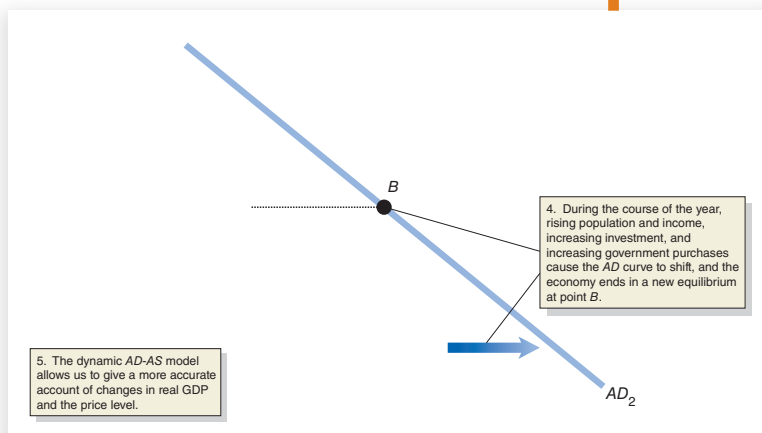 B
4. During the course of the year,
rising population and income,
increasing investment, and
increasing government purchases
cause the AD curve to shift, and the
economy ends in a new equilibrium
at point B.
5. The dynamic AD-AS model
allows us to give a more accurate
account of changes in real GDP
and the price level.
AD2